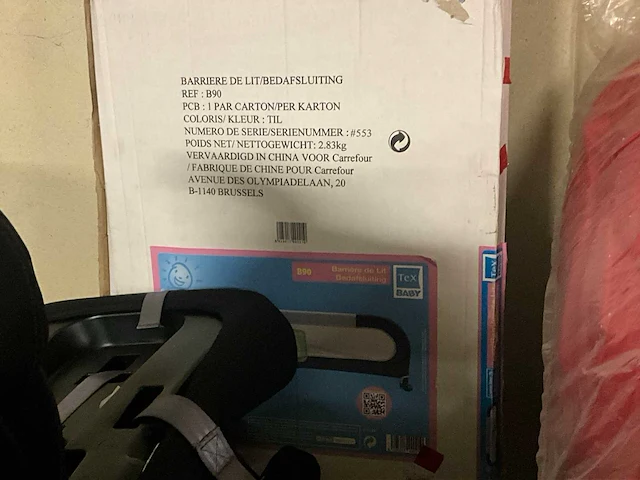 BARRIERE DE LIT/BEDAFSLUITING
REF : B90
PCB : 1 PAR CARTON/PER KARTON
COLORIS/ KLEUR : TIL
NUMERO DE SERIE/SERIENUMMER : #553
POIDS NET/ NETTOGEWICHT: 2.83kg
VERVAARDIGD IN CHINA VOOR Carrefour
/ FABRIQUE DE CHINE POUR Carrefour
AVENUE DES OLYMPIADELAAN, 20
B-1140 BRUSSELS
B90 Barrière de Lit
Bedafsluiting
TeX
BABY
TeX